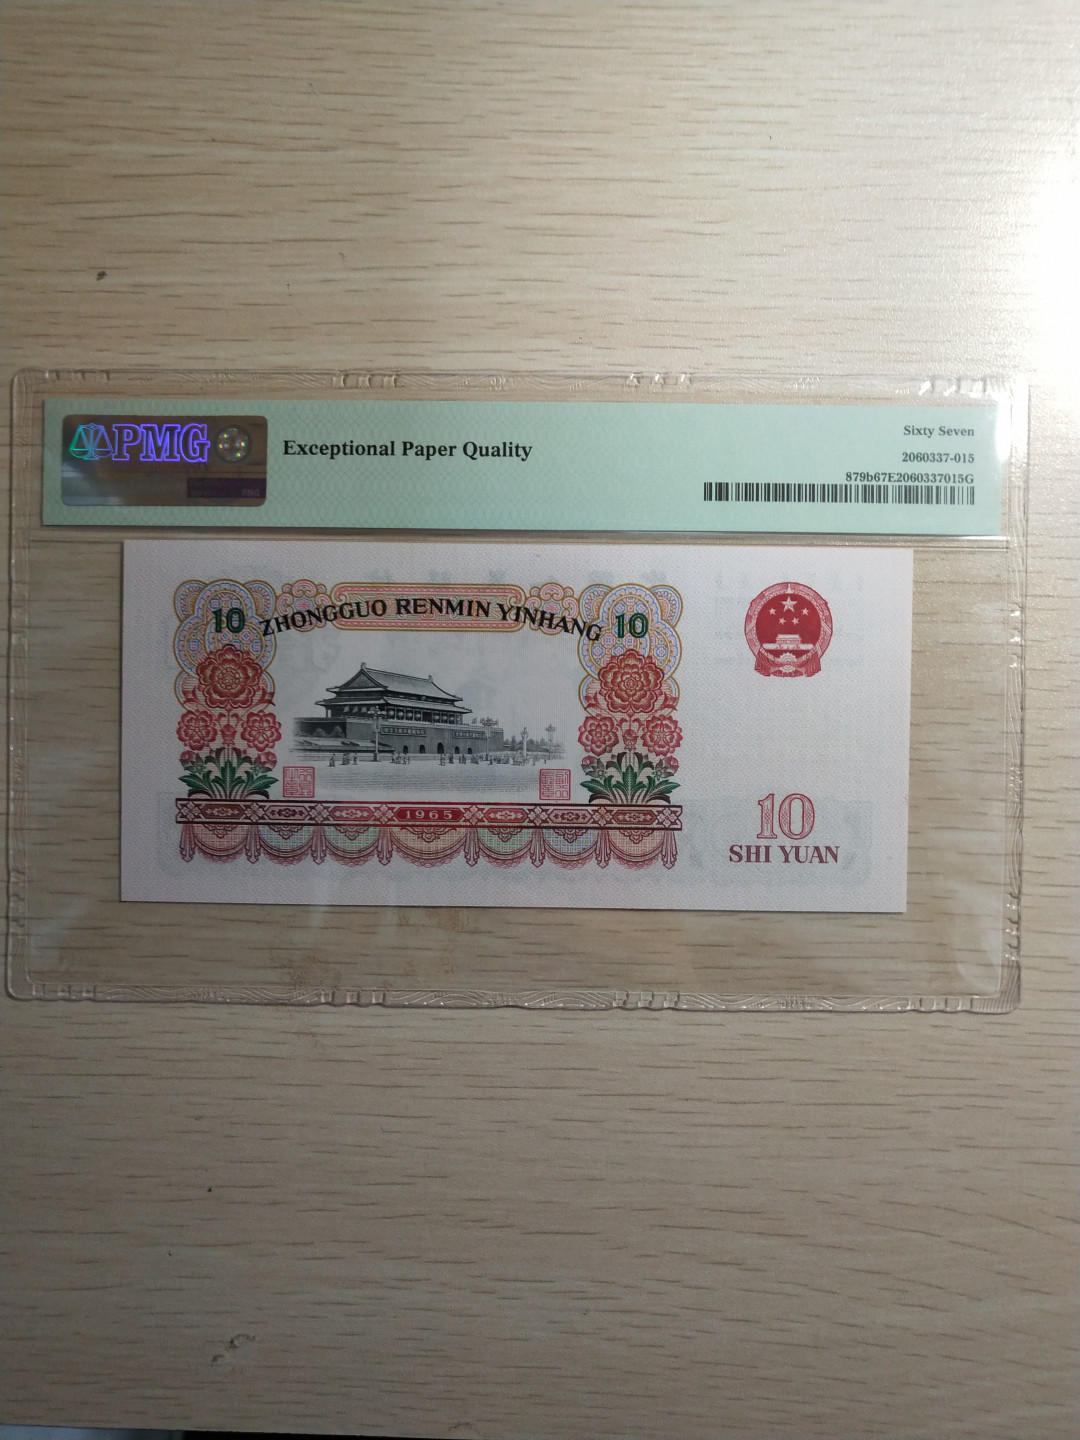 PMG
Exceptional Paper Quality
Sixty Seven
2060337-015
879b67E2060337015G
10 ZHONGGUO RENMIN YINHANG 10
1965
10
SHI YUAN